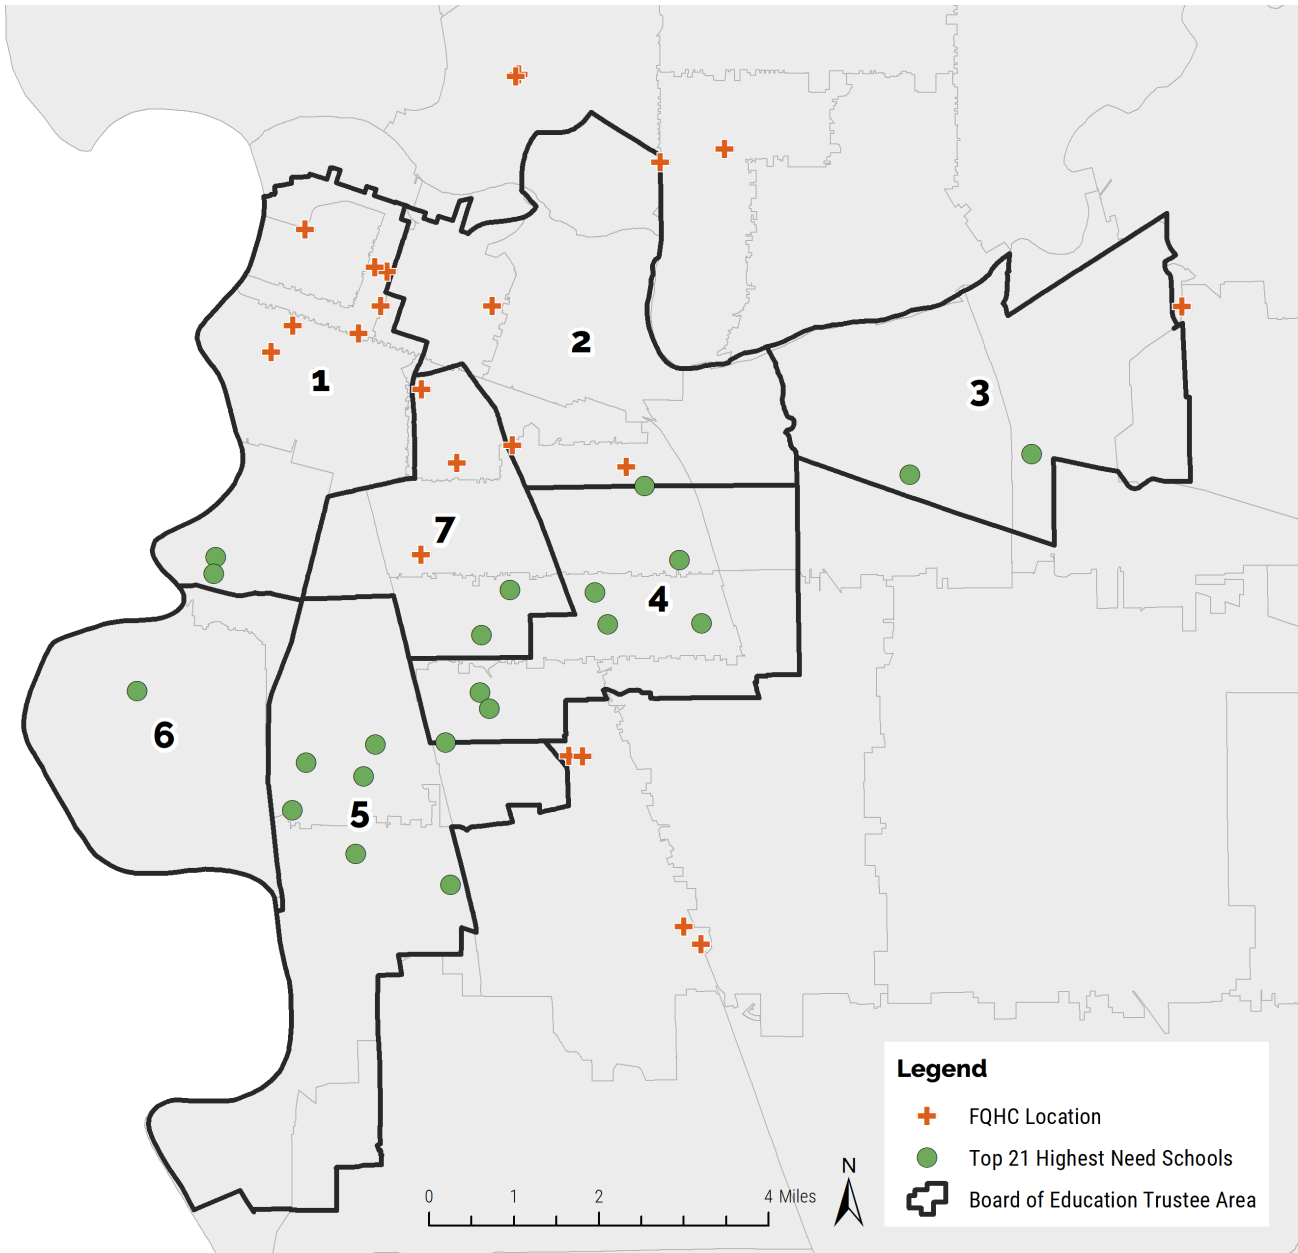 2
1
3
7
4
6
5
Legend
FQHC Location
Top 21 Highest Need Schools
Board of Education Trustee Area
N
0 1 2 4 Miles